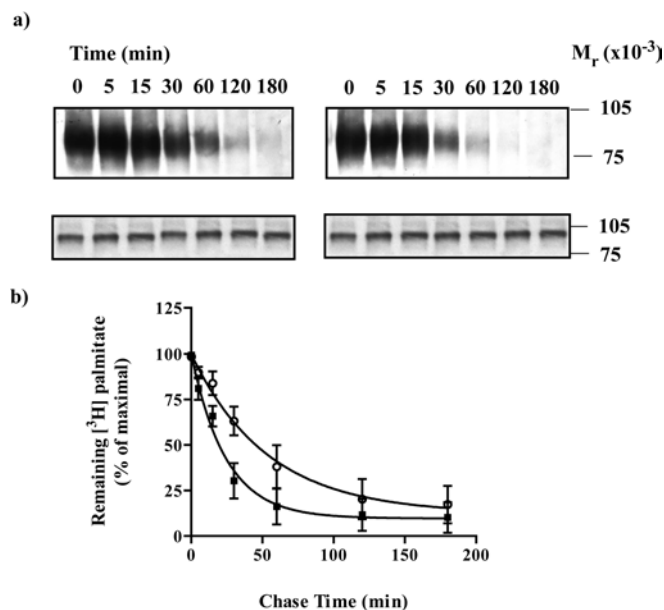 a)
Time (min)
M_r (x10^-3)
0 5 15 30 60 120 180
0 5 15 30 60 120 180
105
75
105
75
b)
Remaining [³H] palmitate
(% of maximal)
125
100
75
50
25
0
0 50 100 150 200
Chase Time (min)